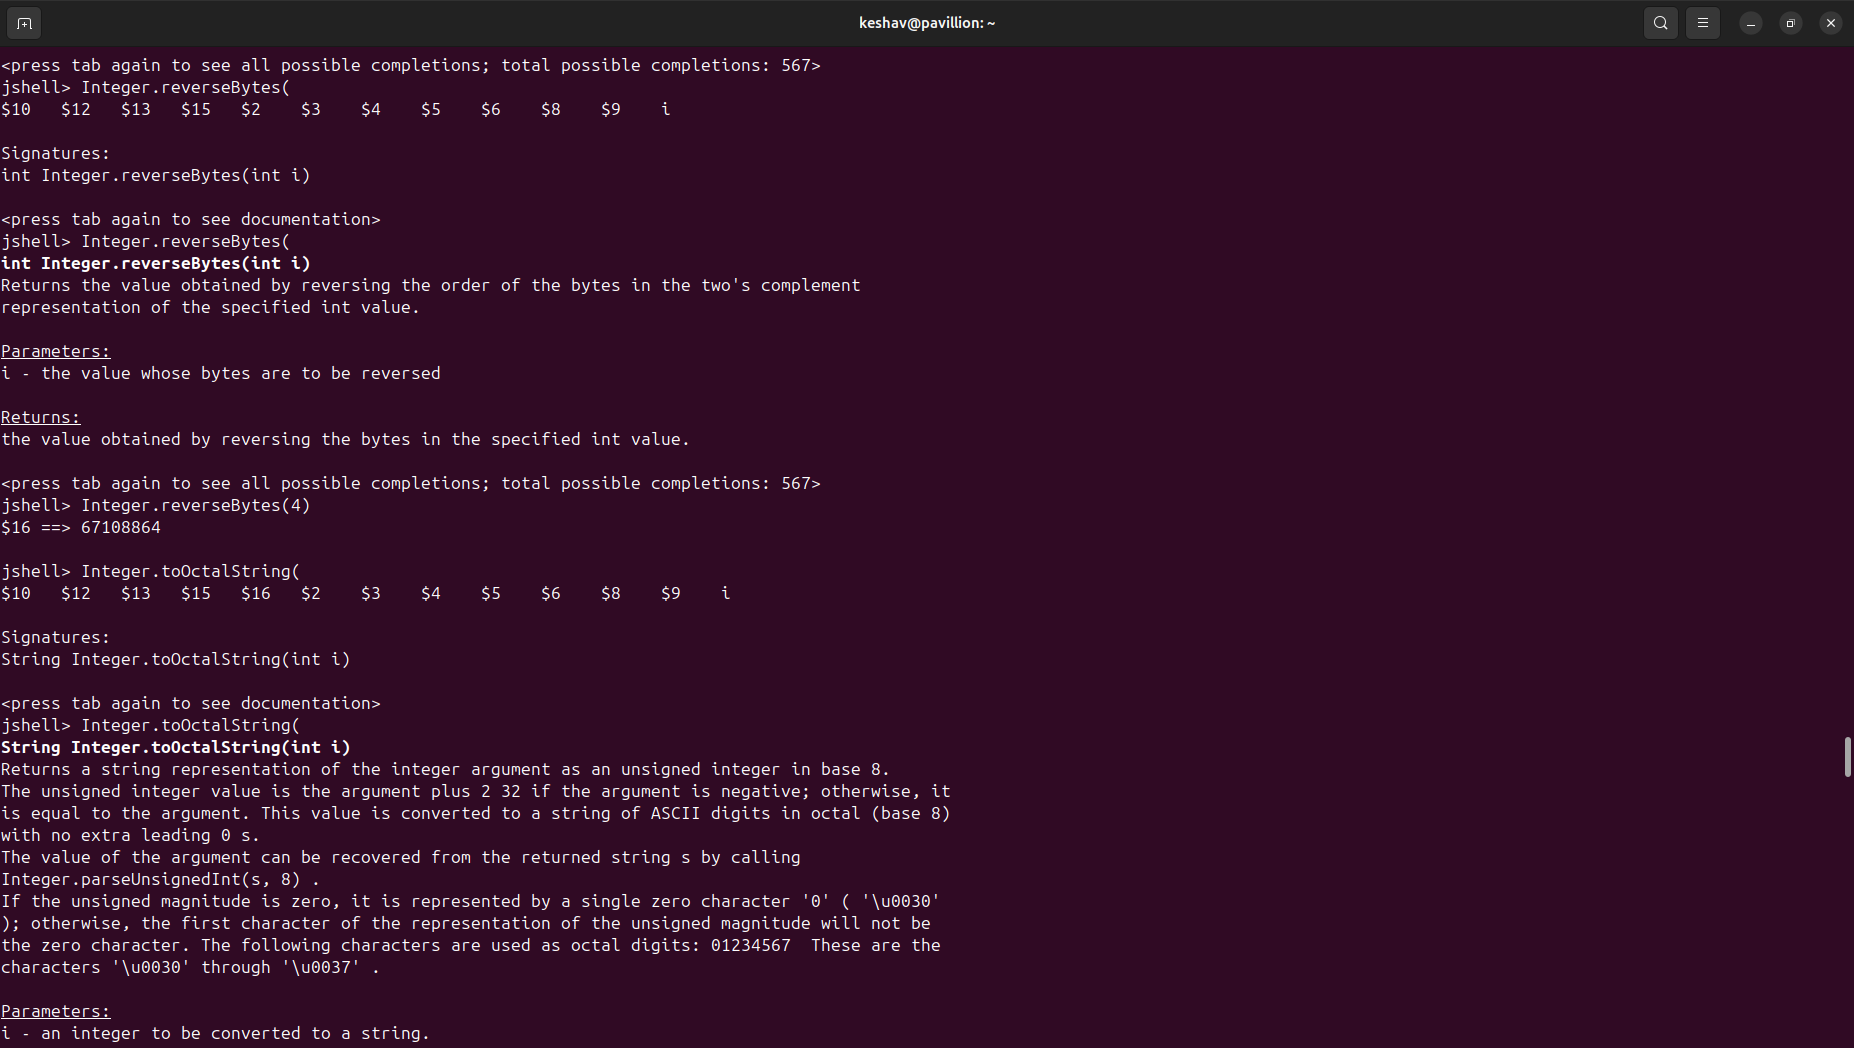 keshav@pavillion: ~
<press tab again to see all possible completions; total possible completions: 567>
jshell> Integer.reverseBytes(
$10   $12   $13   $15   $2    $3    $4    $5    $6    $8    $9    i

Signatures:
int Integer.reverseBytes(int i)

<press tab again to see documentation>
jshell> Integer.reverseBytes(
int Integer.reverseBytes(int i)
Returns the value obtained by reversing the order of the bytes in the two's complement
representation of the specified int value.

Parameters:
i - the value whose bytes are to be reversed

Returns:
the value obtained by reversing the bytes in the specified int value.

<press tab again to see all possible completions; total possible completions: 567>
jshell> Integer.reverseBytes(4)
$16 ==> 67108864

jshell> Integer.toOctalString(
$10   $12   $13   $15   $16   $2    $3    $4    $5    $6    $8    $9    i

Signatures:
String Integer.toOctalString(int i)

<press tab again to see documentation>
jshell> Integer.toOctalString(
String Integer.toOctalString(int i)
Returns a string representation of the integer argument as an unsigned integer in base 8.
The unsigned integer value is the argument plus 2 32 if the argument is negative; otherwise, it
is equal to the argument. This value is converted to a string of ASCII digits in octal (base 8)
with no extra leading 0 s.
The value of the argument can be recovered from the returned string s by calling
Integer.parseUnsignedInt(s, 8) .
If the unsigned magnitude is zero, it is represented by a single zero character '0' ( '\u0030'
); otherwise, the first character of the representation of the unsigned magnitude will not be
the zero character. The following characters are used as octal digits: 01234567  These are the
characters '\u0030' through '\u0037' .

Parameters:
i - an integer to be converted to a string.